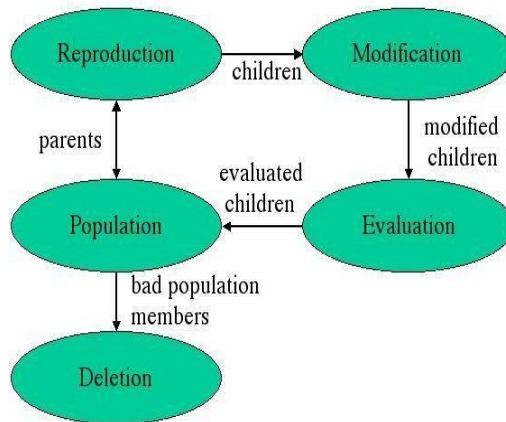 Reproduction
children
Modification
parents
modified
children
evaluated
children
Population
Evaluation
bad population
members
Deletion